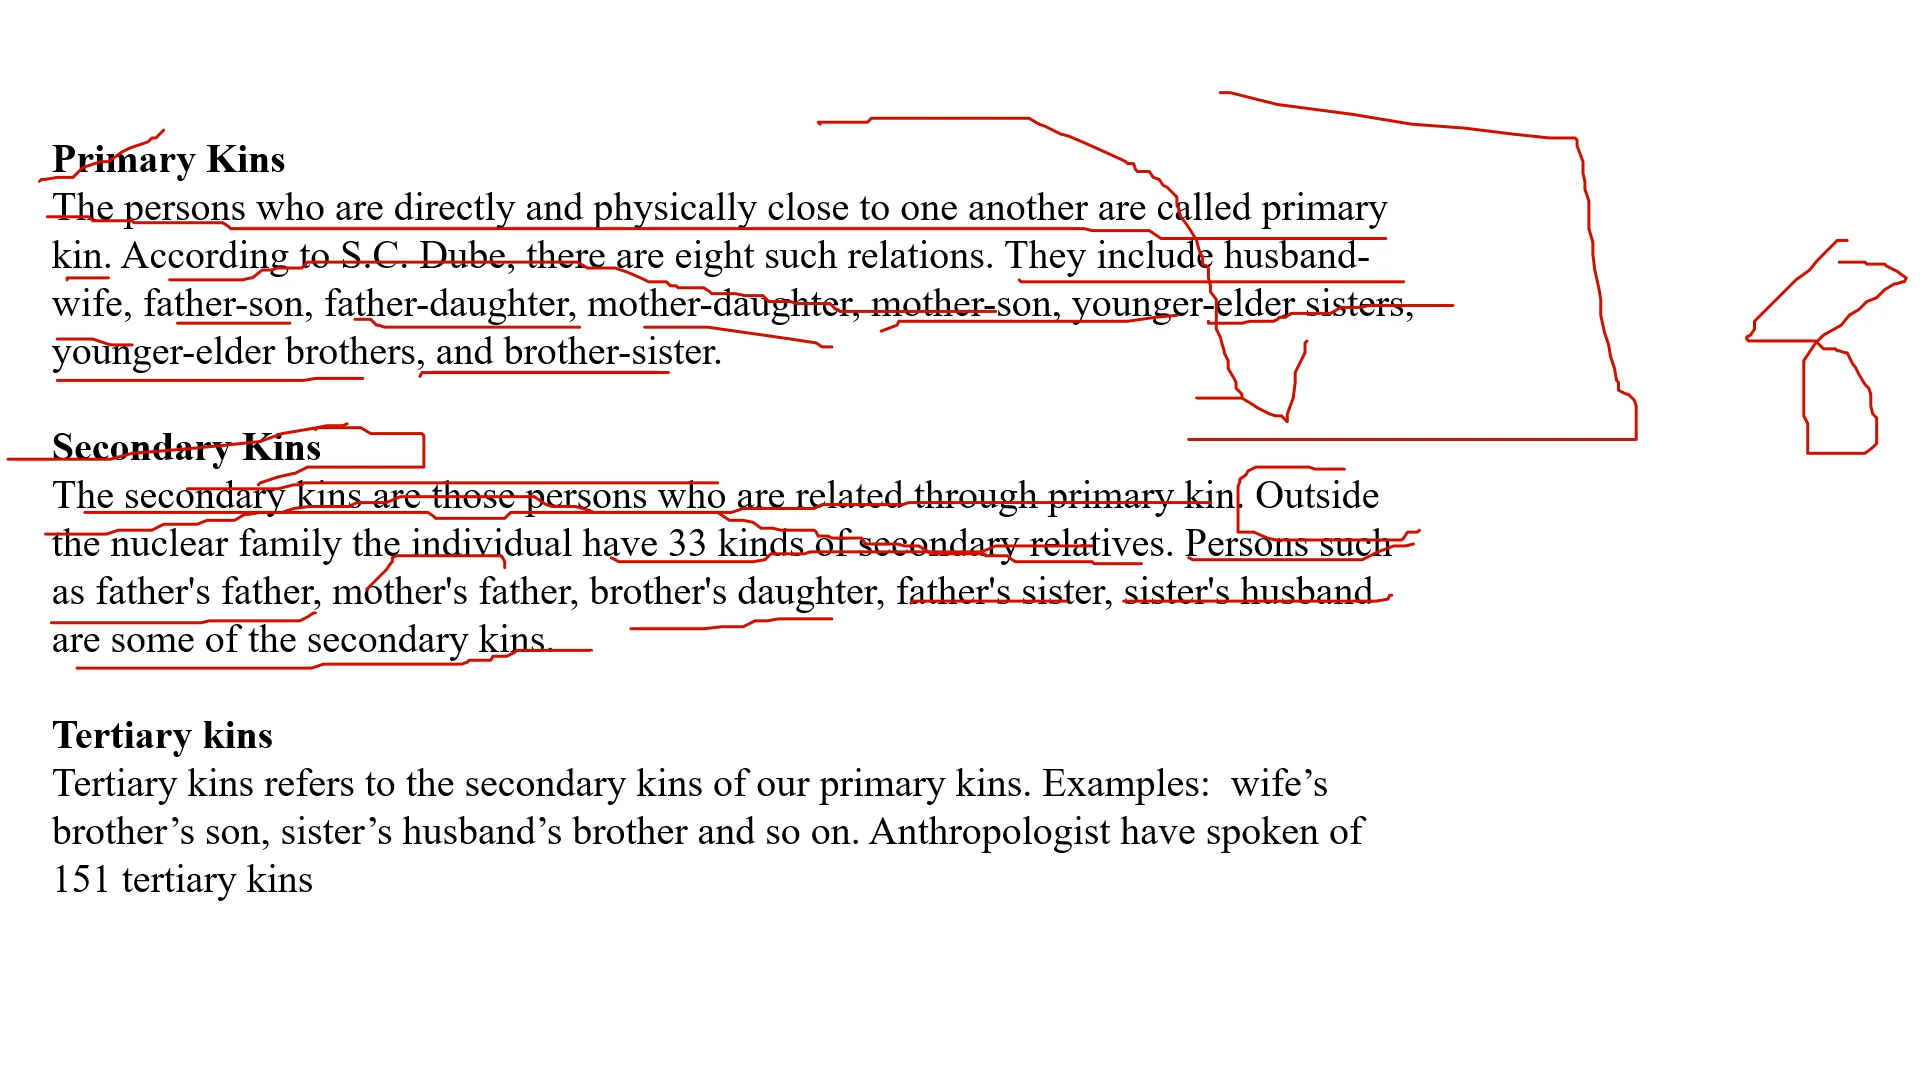 Primary Kins
The persons who are directly and physically close to one another are called primary
kin. According to S.C. Dube, there are eight such relations. They include husband-
wife, father-son, father-daughter, mother-daughter, mother-son, younger-elder sisters,
younger-elder brothers, and brother-sister.
8
Secondary Kins
The secondary kins are those persons who are related through primary kin. Outside
the nuclear family the individual have 33 kinds of secondary relatives. Persons such
as father's father, mother's father, brother's daughter, father's sister, sister's husband
are some of the secondary kins.
Tertiary kins
Tertiary kins refers to the secondary kins of our primary kins. Examples:  wife’s
brother’s son, sister’s husband’s brother and so on. Anthropologist have spoken of
151 tertiary kins